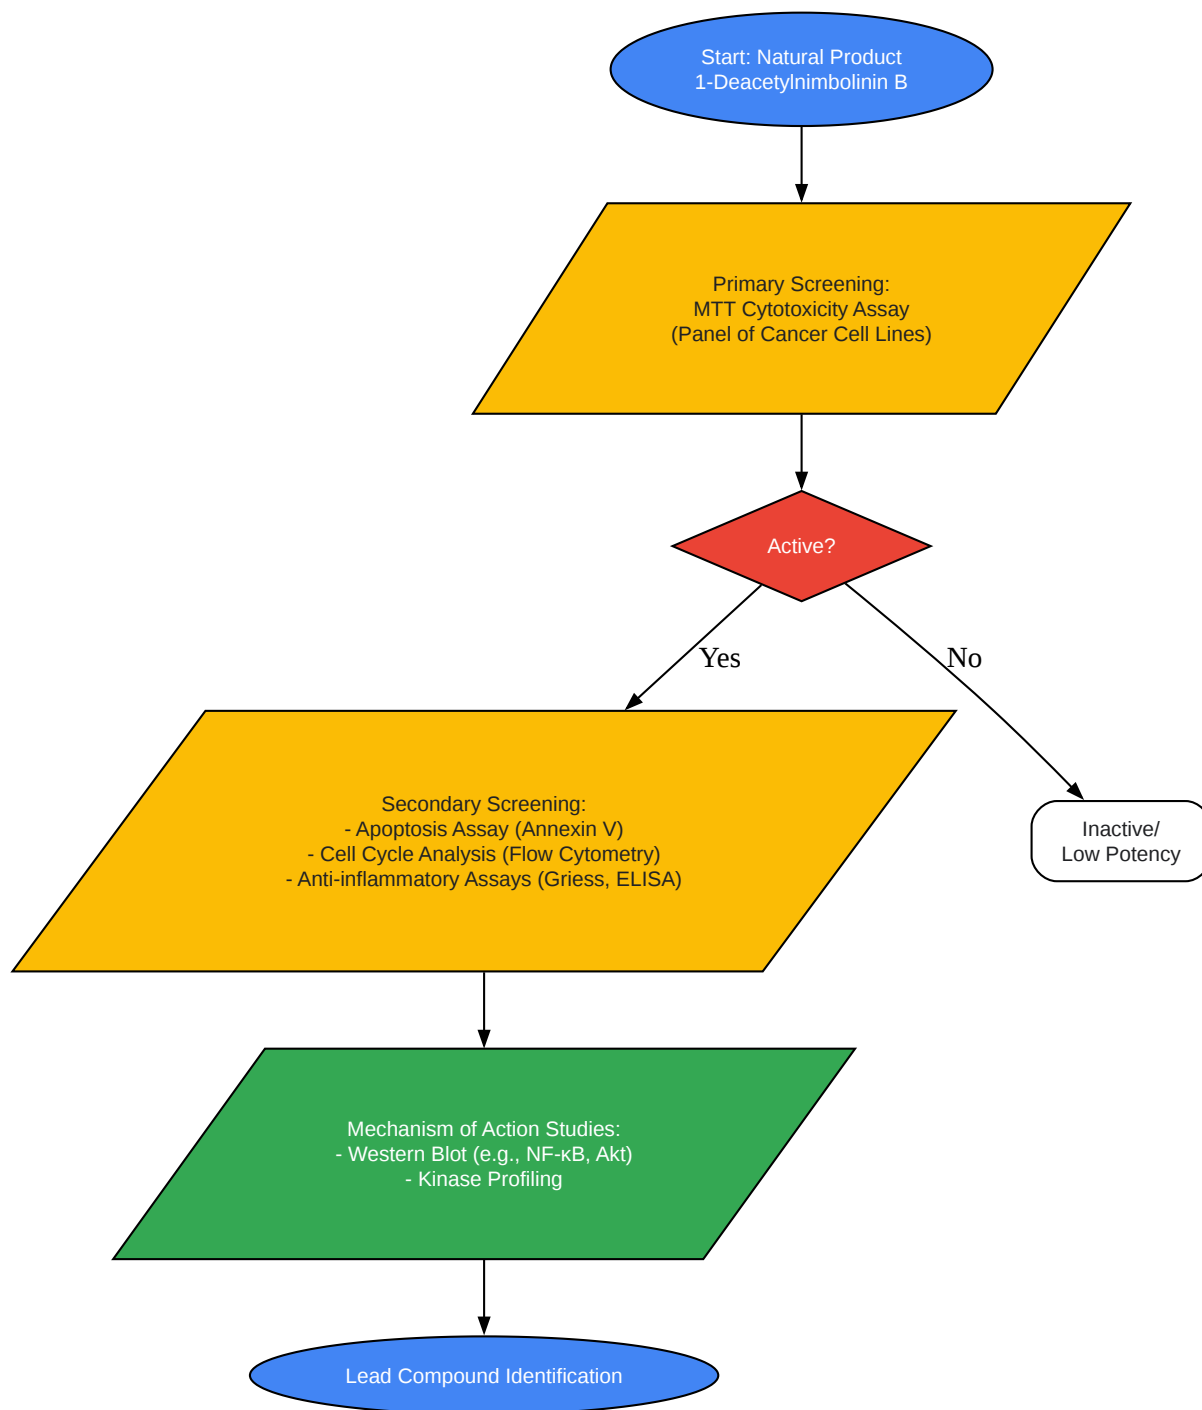 Start: Natural Product
1-Deacetylnimbolinin B
Primary Screening:
MTT Cytotoxicity Assay
(Panel of Cancer Cell Lines)
Active?
Yes
No
Secondary Screening:
- Apoptosis Assay (Annexin V)
- Cell Cycle Analysis (Flow Cytometry)
- Anti-inflammatory Assays (Griess, ELISA)
Inactive/
Low Potency
Mechanism of Action Studies:
- Western Blot (e.g., NF-κB, Akt)
- Kinase Profiling
Lead Compound Identification